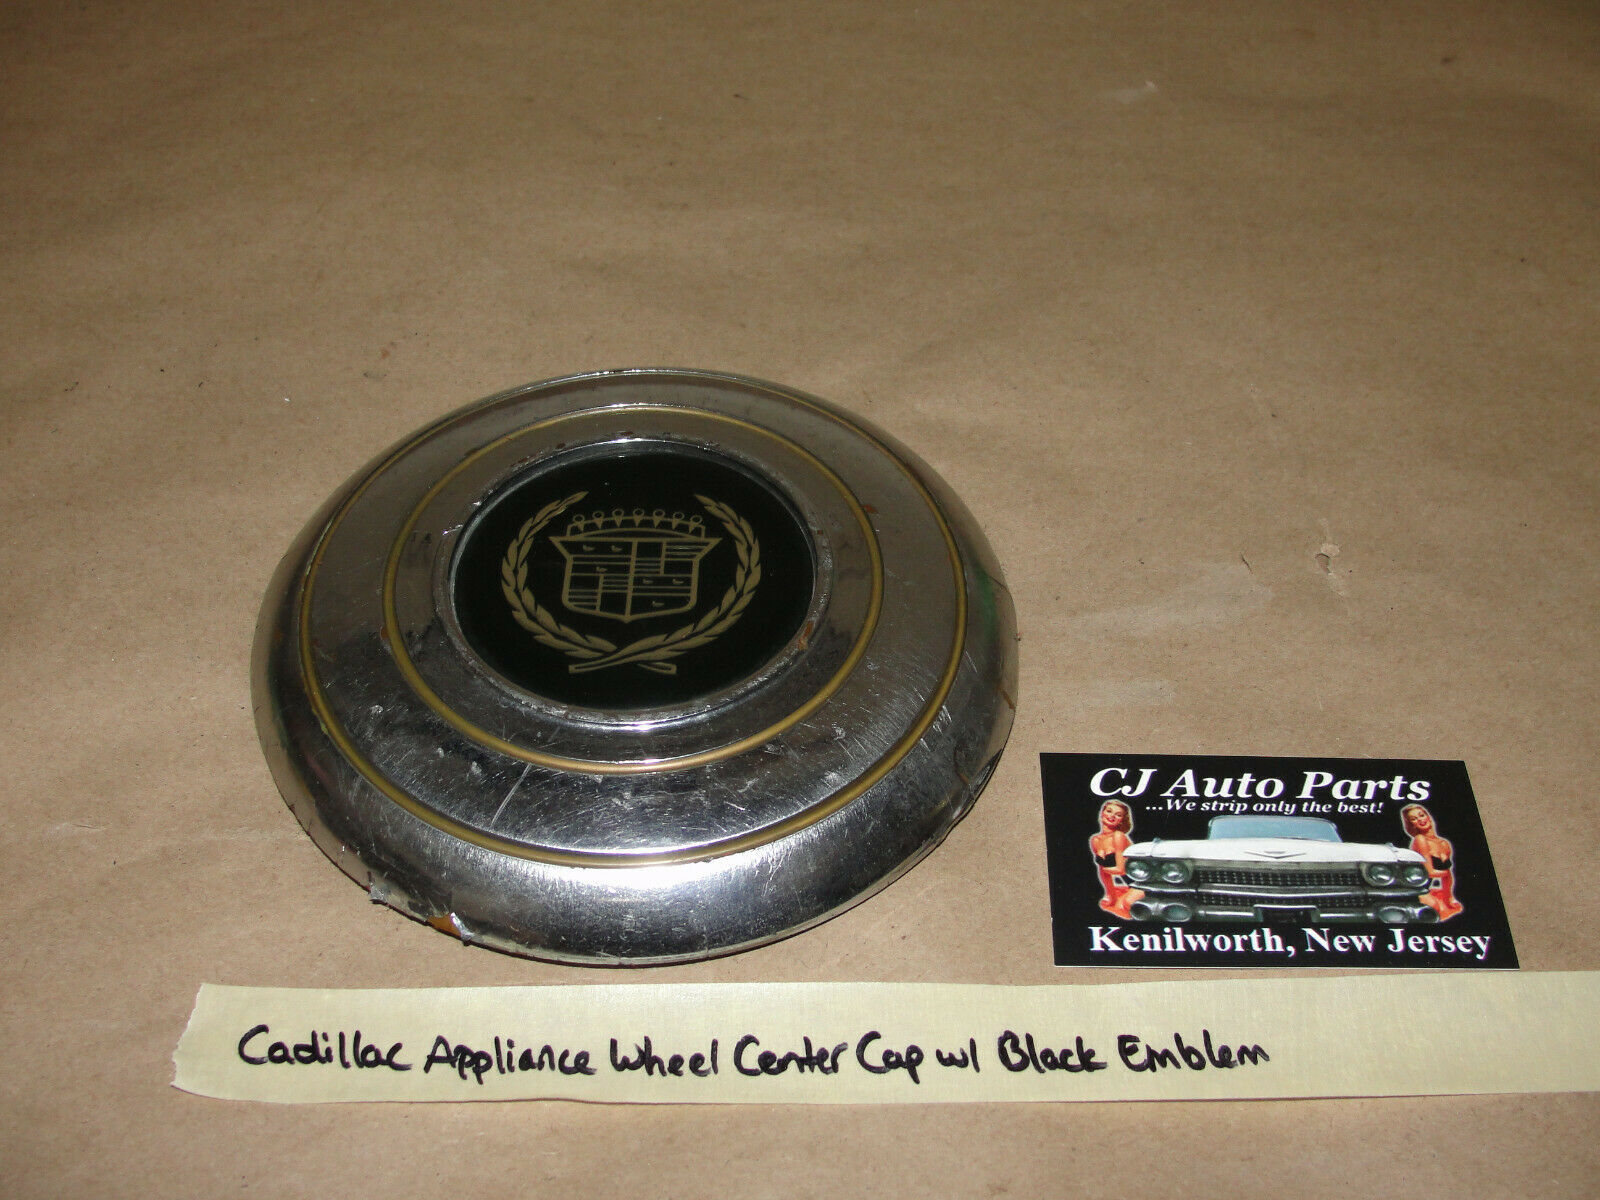 CJ Auto Parts
...We strip only the best!
Kenilworth, New Jersey
Cadillac Appliance Wheel Center Cap w/ Black Emblem